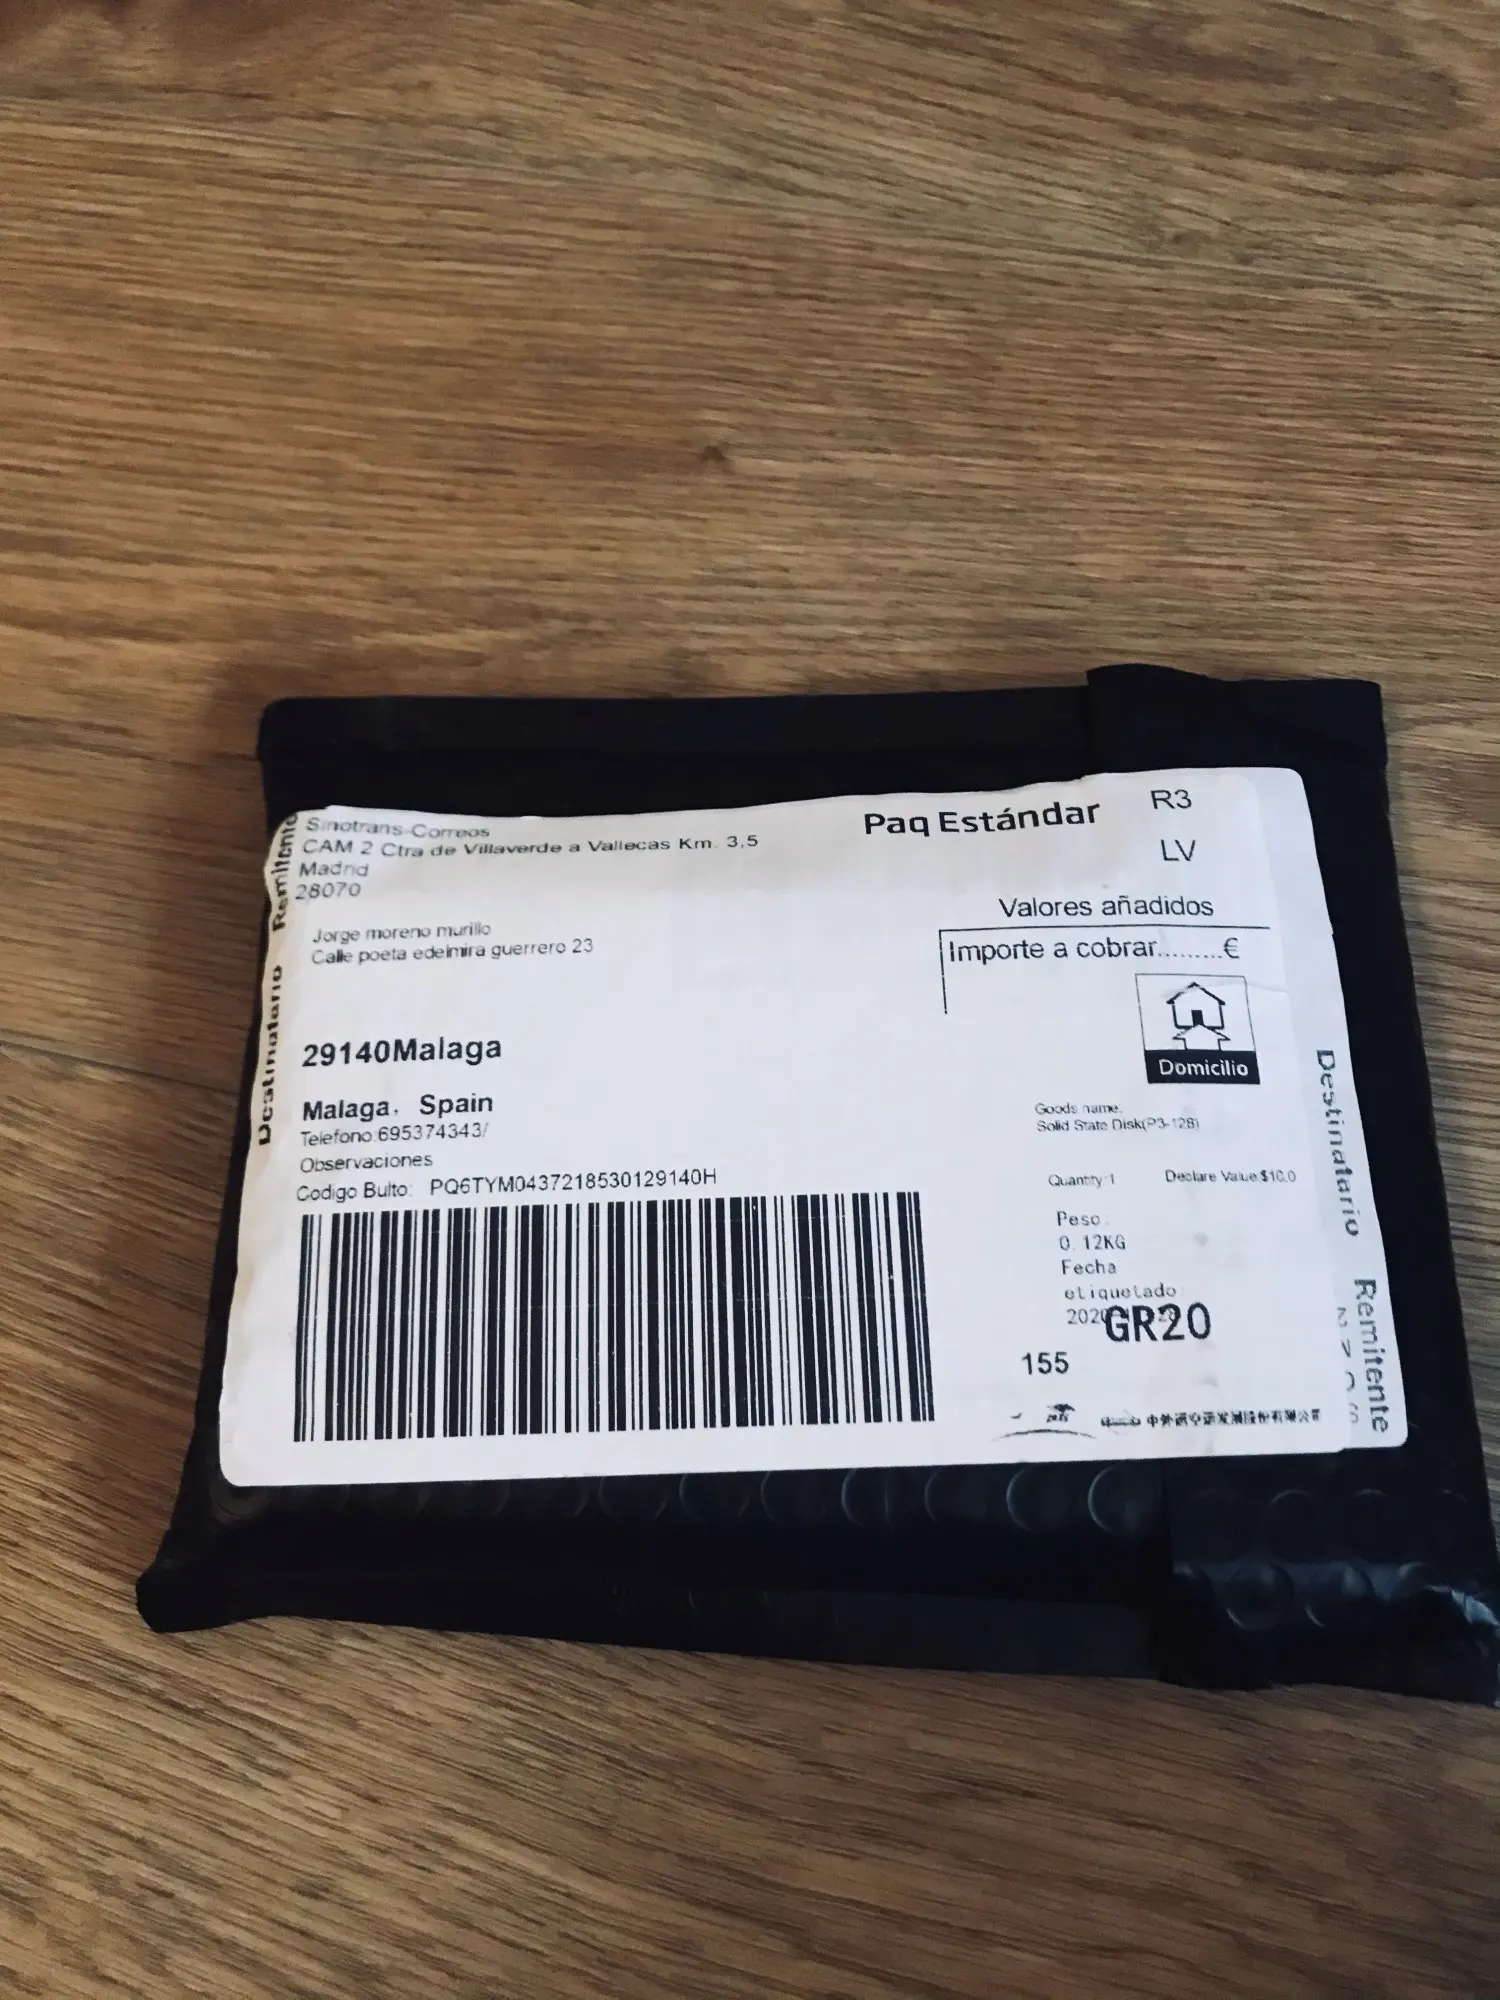 Sinotrans-Correos
CAM 2 Ctra de Villaverde a Vallecas Km. 3,5
Madrid
28070
Remitente
Destinatario
Paq Estándar
R3
LV
Jorge moreno murillo
Calle poeta edelmira guerrero 23
Valores añadidos
Importe a cobrar.........€
Domicilio
29140Malaga
Malaga, Spain
Telefono:695374343/
Observaciones
Codigo Bulto: PQ6TYM0437218530129140H
Goods name:
Solid State Disk(P3-128)
Quantity:1 Declare Value:$10.0
Peso:
0.12KG
Fecha
etiquetado
202
GR20
155
Destinatario
Remitente